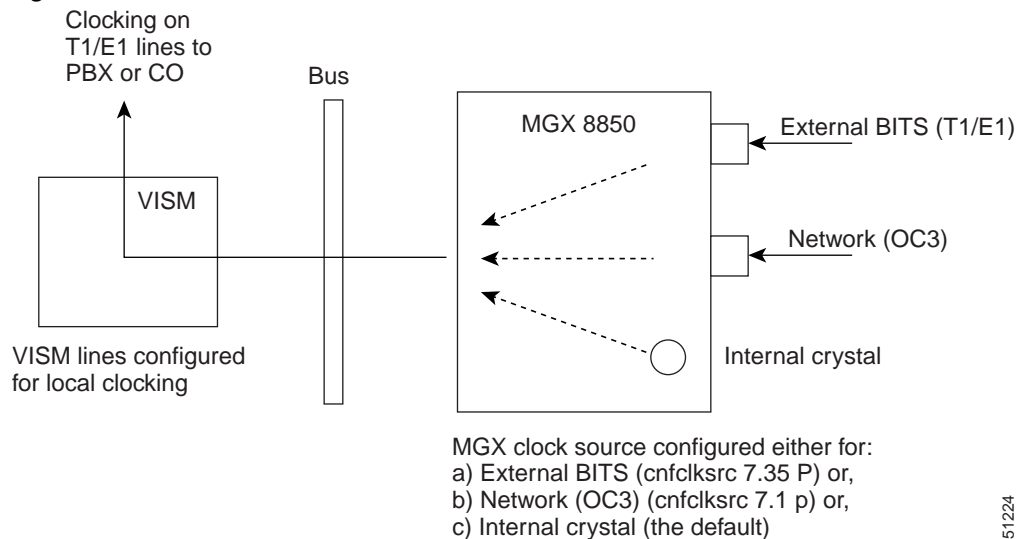 Clocking on
T1/E1 lines to
PBX or CO
Bus
MGX 8850
External BITS (T1/E1)
VISM
Network (OC3)
Internal crystal
VISM lines configured
for local clocking
MGX clock source configured either for:
a) External BITS (cnfclksrc 7.35 P) or,
b) Network (OC3) (cnfclksrc 7.1 p) or,
c) Internal crystal (the default)
51224